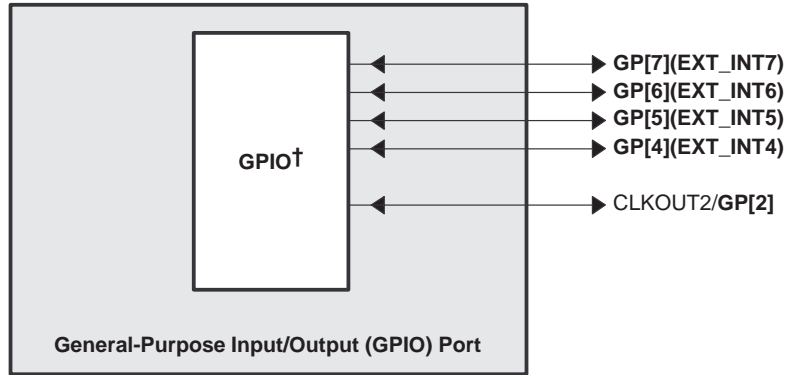 GP[7](EXT_INT7)
GP[6](EXT_INT6)
GP[5](EXT_INT5)
GP[4](EXT_INT4)
GPIO†
CLKOUT2/GP[2]
General-Purpose Input/Output (GPIO) Port